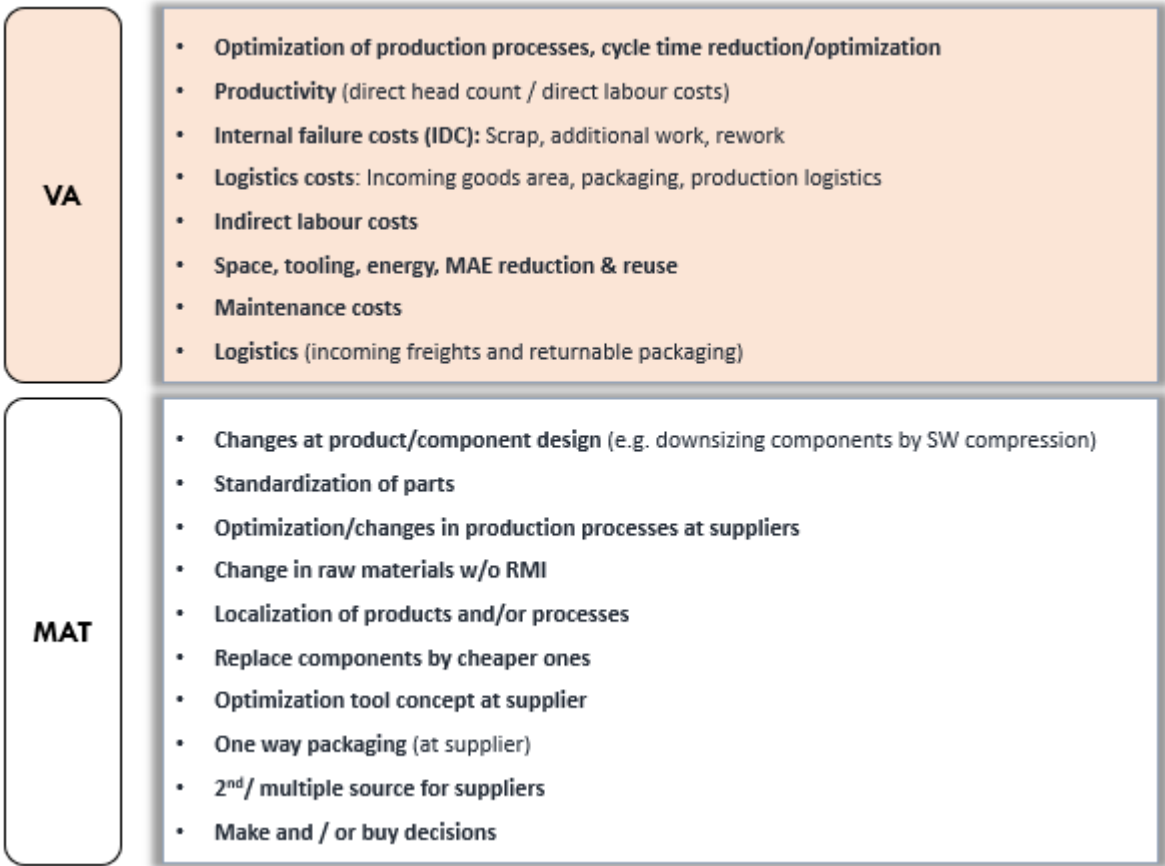 VA
• Optimization of production processes, cycle time reduction/optimization
• Productivity (direct head count / direct labour costs)
• Internal failure costs (IDC): Scrap, additional work, rework
• Logistics costs: Incoming goods area, packaging, production logistics
• Indirect labour costs
• Space, tooling, energy, MAE reduction & reuse
• Maintenance costs
• Logistics (incoming freights and returnable packaging)
MAT
• Changes at product/component design (e.g. downsizing components by SW compression)
• Standardization of parts
• Optimization/changes in production processes at suppliers
• Change in raw materials w/o RMI
• Localization of products and/or processes
• Replace components by cheaper ones
• Optimization tool concept at supplier
• One way packaging (at supplier)
• 2nd/ multiple source for suppliers
• Make and / or buy decisions